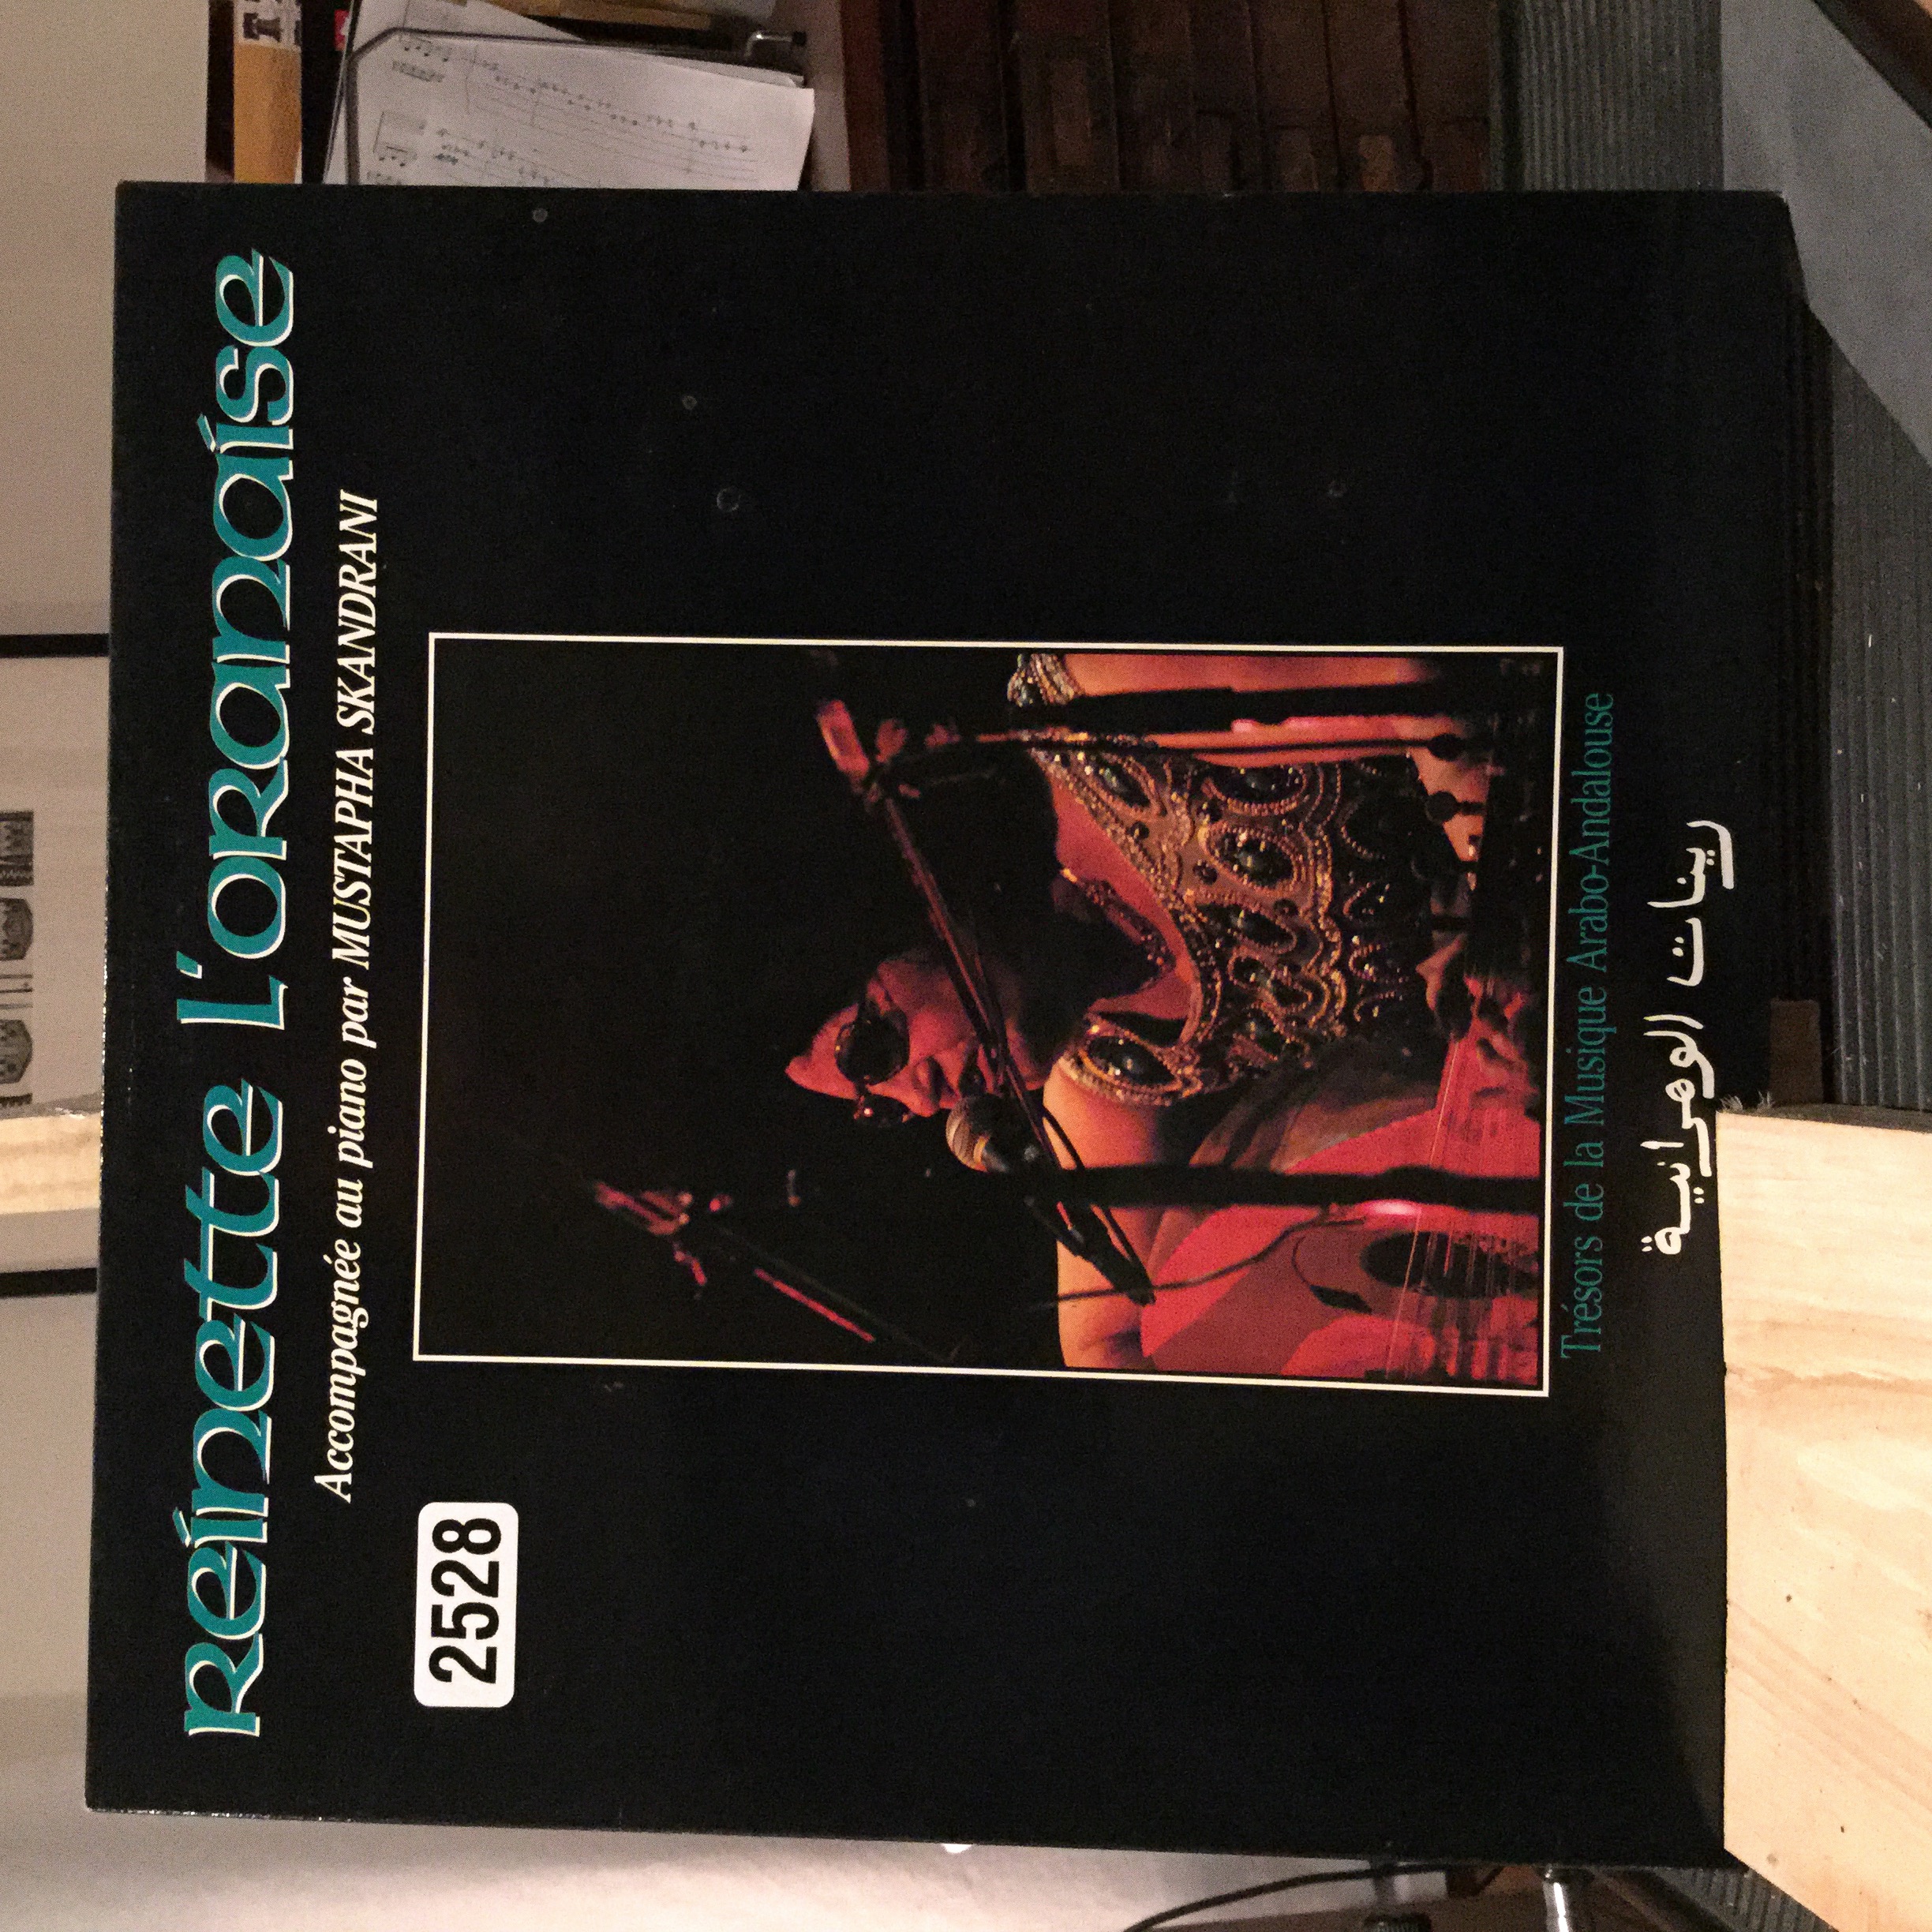 Reinette l'oranaise
Accompagnée au piano par MUSTAPHA SKANDRANI
2528
Trésors de la Musique Arabo-Andalouse
رينات الوهرانية